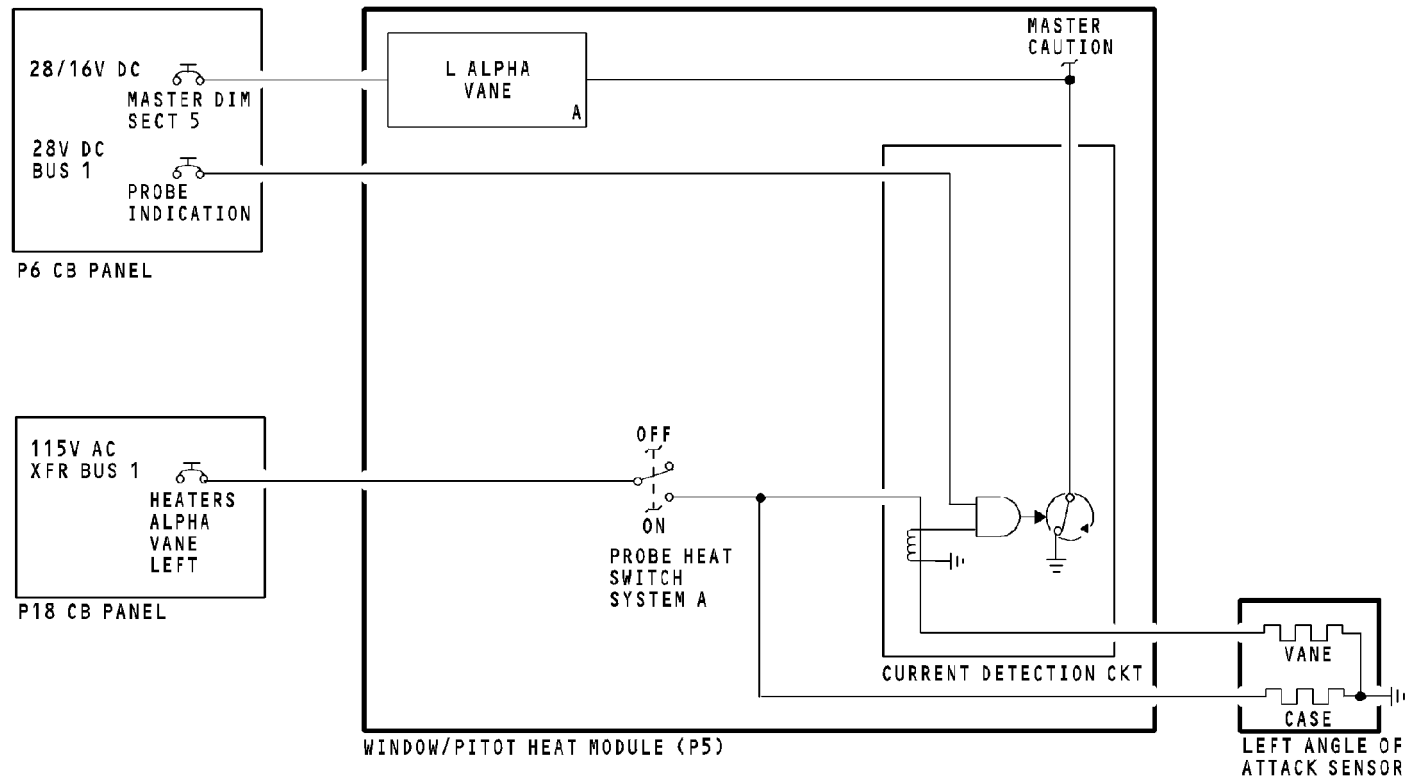 MASTER
CAUTION
28/16V DC
MASTER DIM
SECT 5
L ALPHA
VANE
A
28V DC
BUS 1
PROBE
INDICATION
P6 CB PANEL
115V AC
XFR BUS 1
HEATERS
ALPHA
VANE
LEFT
P18 CB PANEL
OFF
ON
PROBE HEAT
SWITCH
SYSTEM A
CURRENT DETECTION CKT
VANE
CASE
WINDOW/PITOT HEAT MODULE (P5)
LEFT ANGLE OF
ATTACK SENSOR